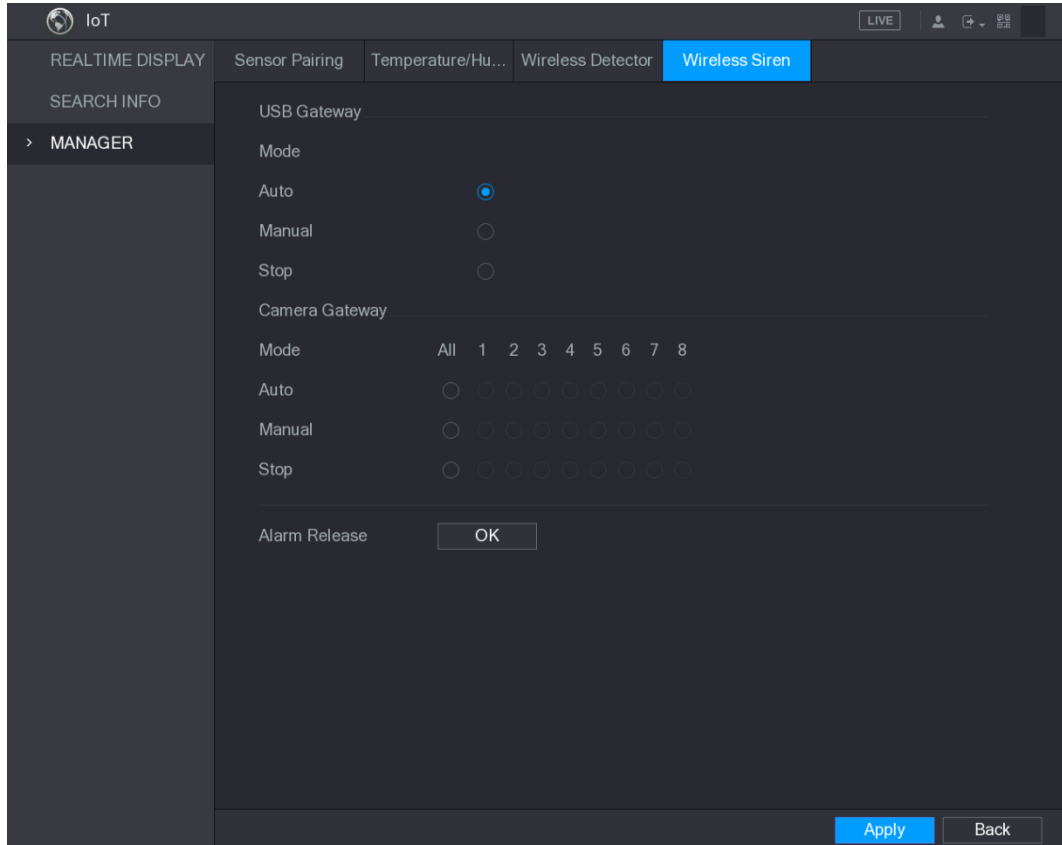 IoT LIVE
REALTIME DISPLAY
SEARCH INFO
MANAGER
Sensor Pairing Temperature/Hu... Wireless Detector Wireless Siren
USB Gateway
Mode
Auto
Manual
Stop
Camera Gateway
Mode All 1 2 3 4 5 6 7 8
Auto
Manual
Stop
Alarm Release OK
Apply Back